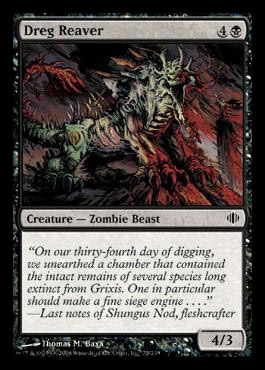 Dreg Reaver 4
Creature — Zombie Beast
“On our thirty-fourth day of digging,
we unearthed a chamber that contained
the intact remains of several species long
extinct from Grixis. One in particular
should make a fine siege engine . . . .”
—Last notes of Shungus Nod, fleshcrafter
4/3
Thomas M. Baxa